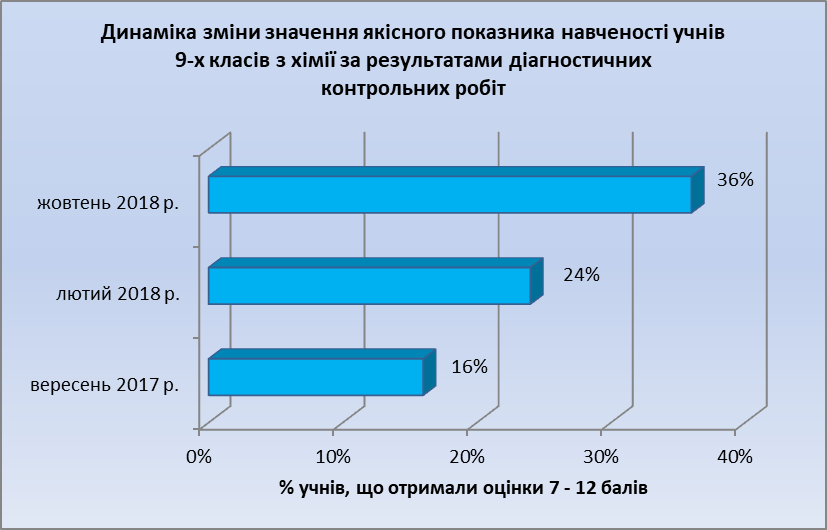 Динаміка зміни значення якісного показника навченості учнів
9-х класів з хімії за результатами діагностичних
контрольних робіт
жовтень 2018 р.
36%
лютий 2018 р.
24%
вересень 2017 р.
16%
0% 10% 20% 30% 40%
% учнів, що отримали оцінки 7 - 12 балів